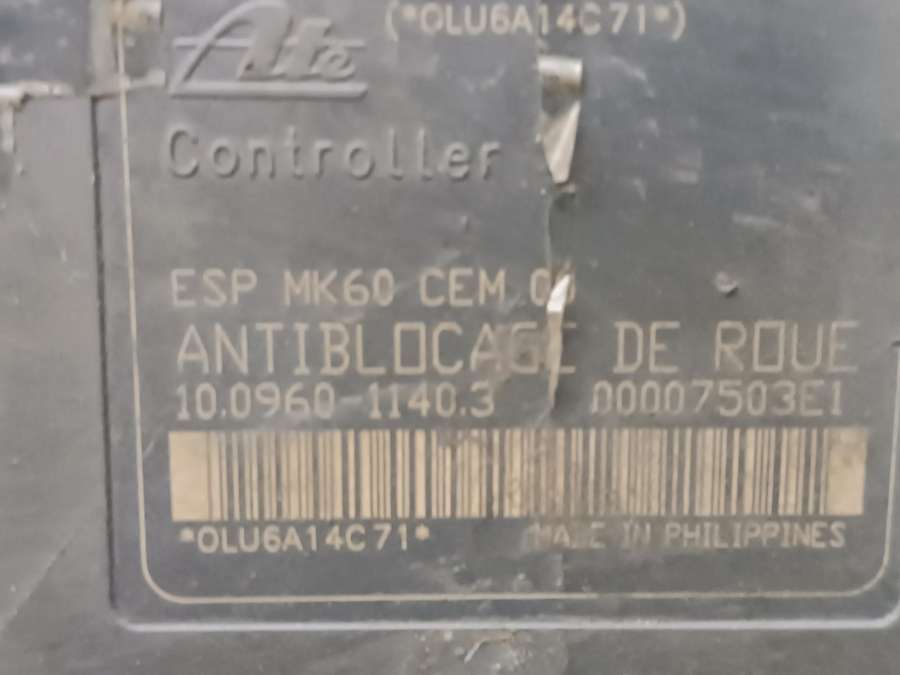 (*OLU6A14C71*)
Ate
Controller
ESP MK60 CEM
ANTIBLOCAGE DE ROUE
10.0960-1140.3 00007503E1
*OLU6A14C71* MADE IN PHILIPPINES